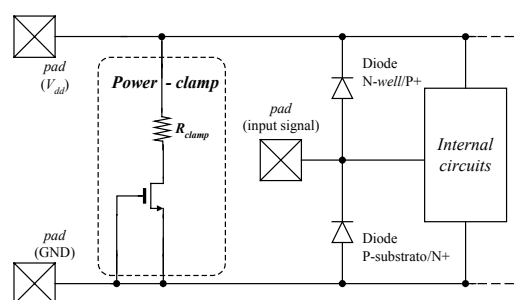 pad
(Vdd)
Power - clamp
Rclamp
Diode
N-well/P+
pad
(input signal)
Internal
circuits
pad
(GND)
Diode
P-substrato/N+